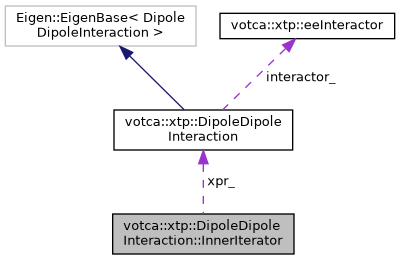 Eigen::EigenBase< Dipole
DipoleInteraction >
votca::xtp::eeInteractor
interactor_
votca::xtp::DipoleDipole
Interaction
xpr_
votca::xtp::DipoleDipole
Interaction::InnerIterator